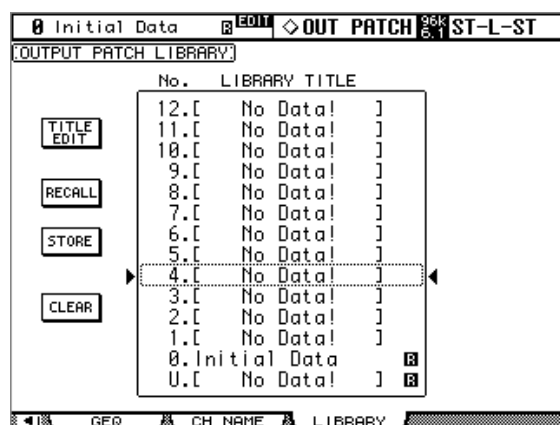 0 Initial Data R EDIT ◇OUT PATCH 96k 6.1 ST-L-ST
OUTPUT PATCH LIBRARY
No. LIBRARY TITLE
12.[ No Data! ]
TITLE EDIT
11.[ No Data! ]
10.[ No Data! ]
9.[ No Data! ]
RECALL
8.[ No Data! ]
7.[ No Data! ]
6.[ No Data! ]
STORE
5.[ No Data! ]
4.[ No Data! ]
3.[ No Data! ]
CLEAR
2.[ No Data! ]
1.[ No Data! ]
0.Initial Data R
U.[ No Data! ] R
GEQ CH NAME LIBRARY